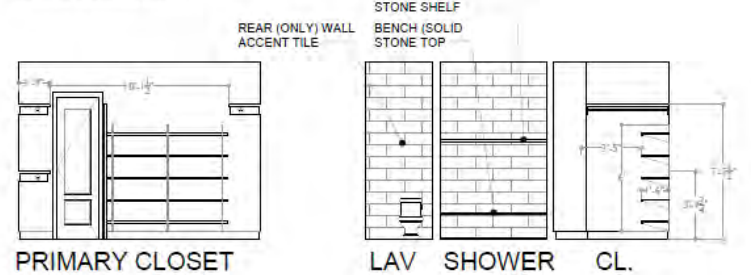 STONE SHELF
REAR (ONLY) WALL
ACCENT TILE
BENCH (SOLID
STONE TOP
PRIMARY CLOSET
LAV
SHOWER
CL.